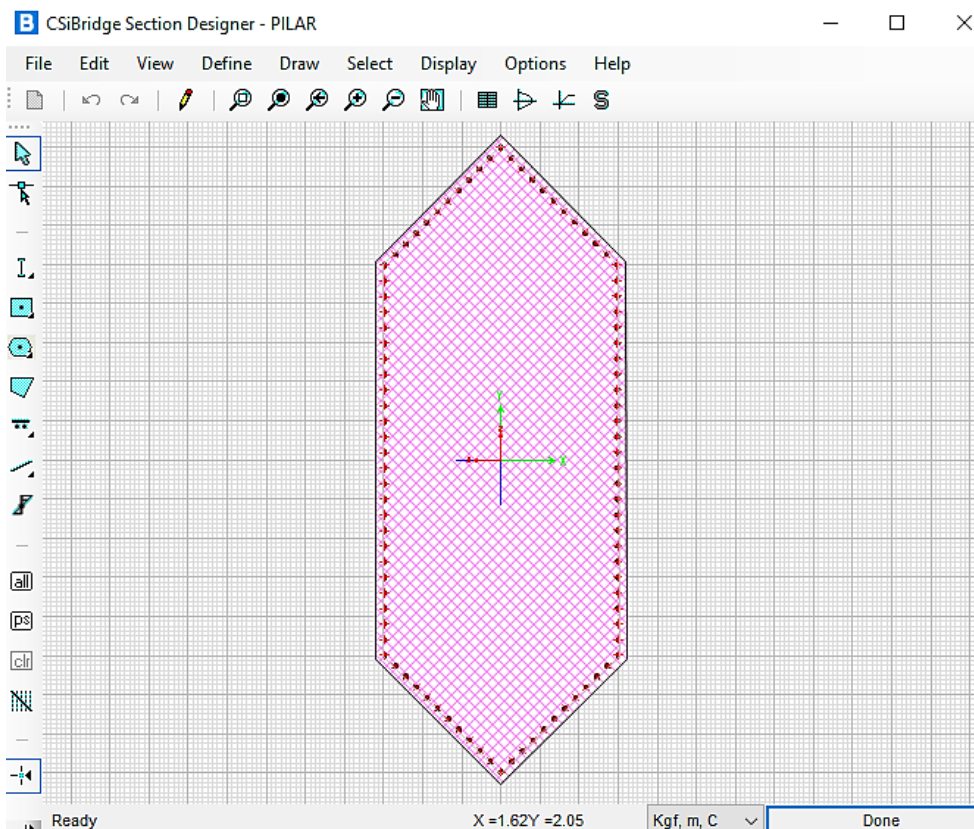 B CSiBridge Section Designer - PILAR
File Edit View Define Draw Select Display Options Help
S
Y
X
all
ps
clr
Ready X =1.62Y =2.05 Kgf, m, C Done